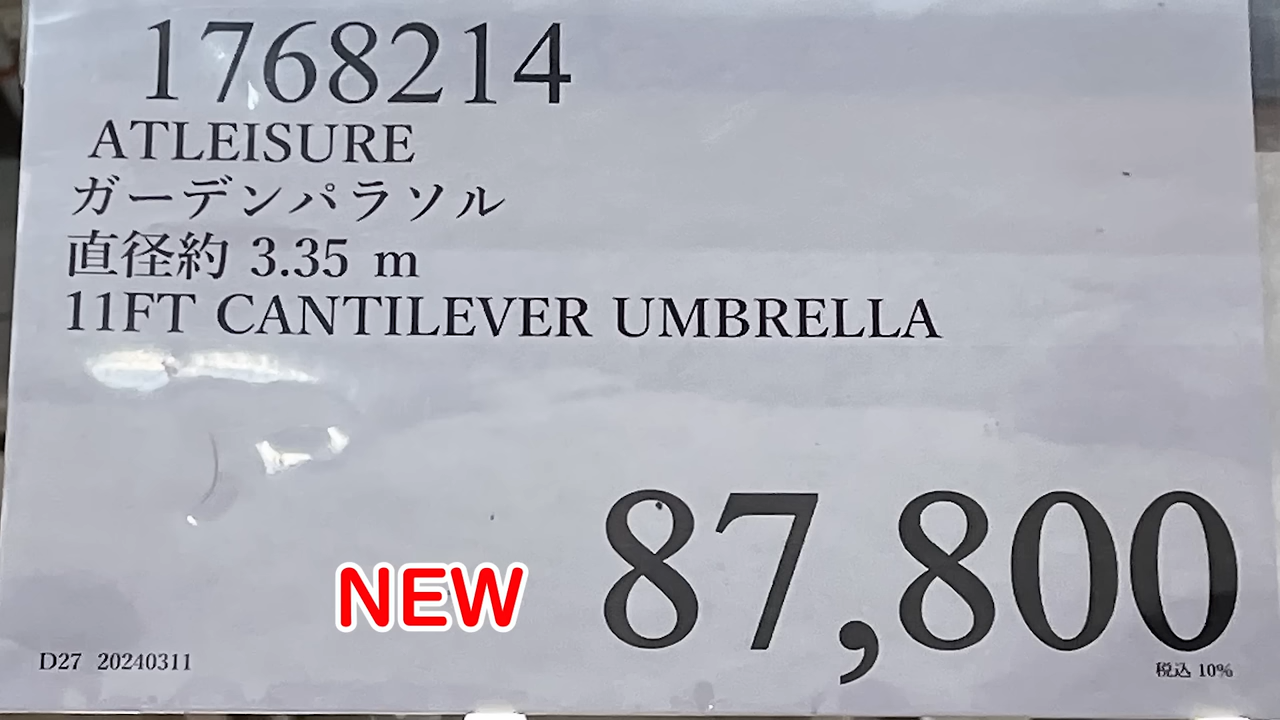 1768214
ATLEISURE
ガーデンパラソル
直径約 3.35 m
11FT CANTILEVER UMBRELLA
NEW
87,800
D27 20240311
税込 10%